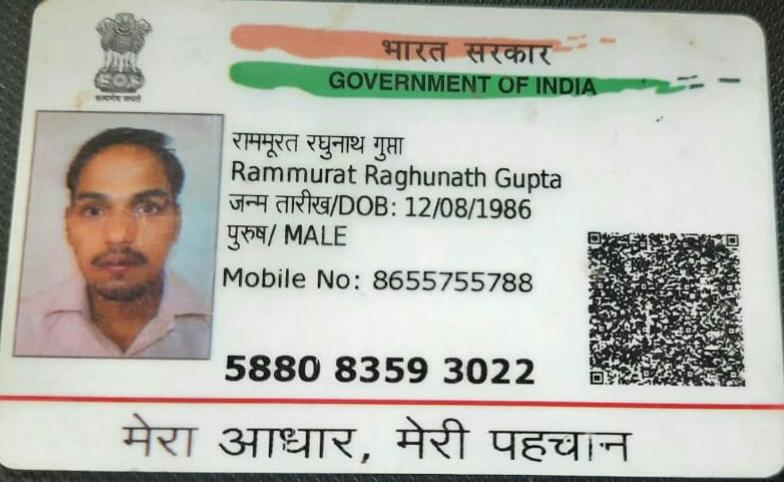 भारत सरकार
GOVERNMENT OF INDIA
सत्यमेव जयते
राममूरत रघुनाथ गुप्ता
Rammurat Raghunath Gupta
जन्म तारीख/DOB: 12/08/1986
पुरुष/ MALE
Mobile No: 8655755788
5880 8359 3022
मेरा आधार, मेरी पहचान